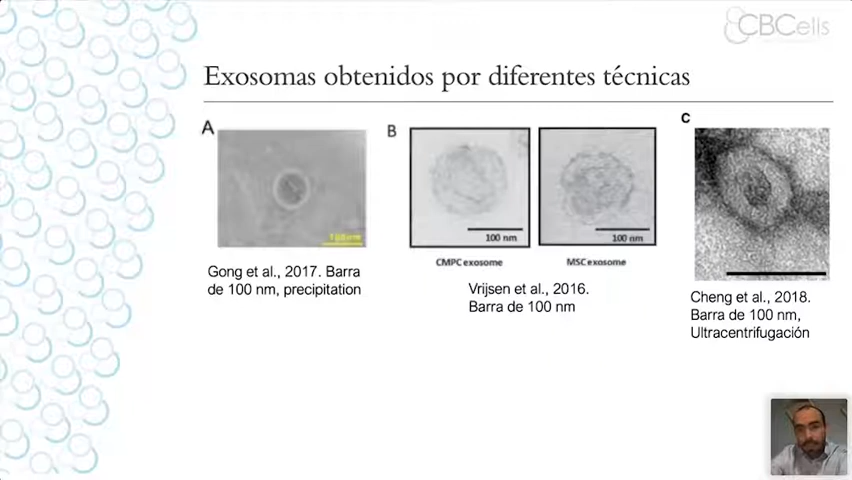 CBCells
Exosomas obtenidos por diferentes técnicas
A
B
C
100 nm
100 nm
CMPC exosome
MSC exosome
Gong et al., 2017. Barra
de 100 nm, precipitation
Vrijsen et al., 2016.
Barra de 100 nm
Cheng et al., 2018.
Barra de 100 nm,
Ultracentrifugación